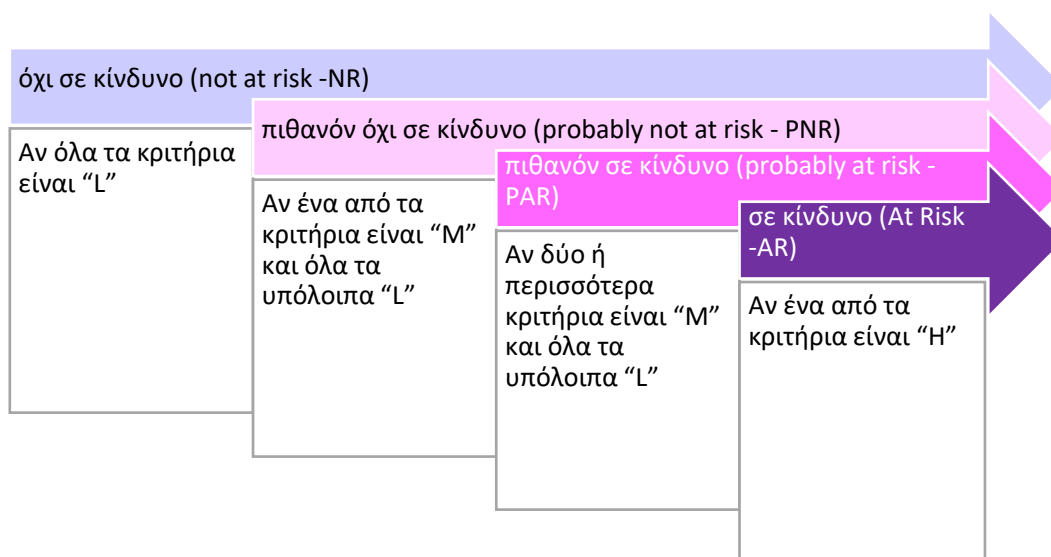 όχι σε κίνδυνο (not at risk -NR)
Αν όλα τα κριτήρια
είναι “L”
πιθανόν όχι σε κίνδυνο (probably not at risk - PNR)
Αν ένα από τα
κριτήρια είναι “M”
και όλα τα
υπόλοιπα “L”
πιθανόν σε κίνδυνο (probably at risk -
PAR)
Αν δύο ή
περισσότερα
κριτήρια είναι “M”
και όλα τα
υπόλοιπα “L”
σε κίνδυνο (At Risk
-AR)
Αν ένα από τα
κριτήρια είναι “H”